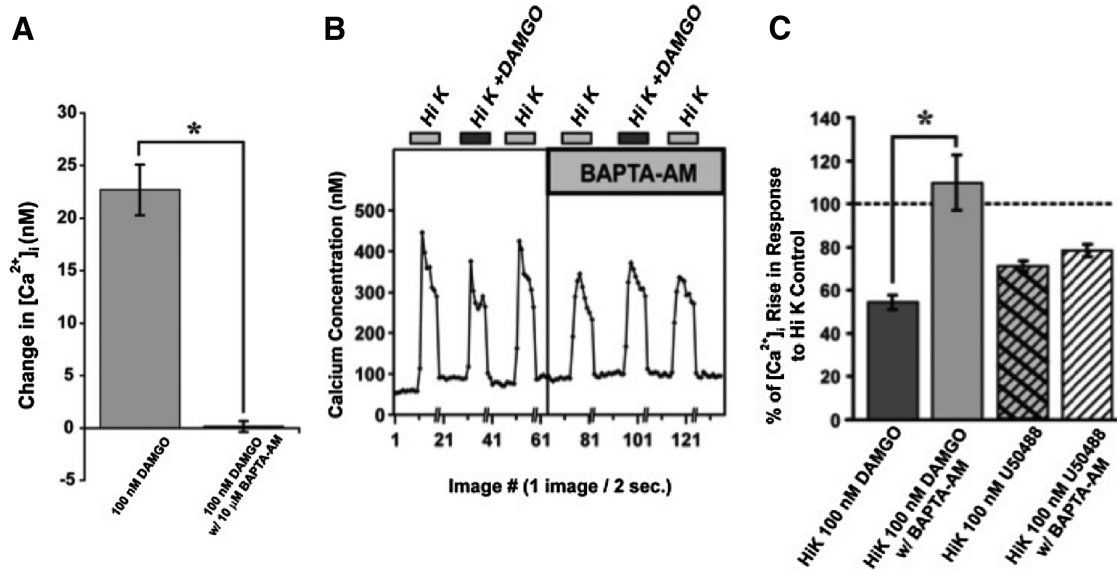 A
Change in [Ca²⁺]ᵢ (nM)
30
25
20
15
10
5
0
-5
*
100 nM DAMGO
100 nM DAMGO
w/ 10 µM BAPTA-AM
B
Hi K
Hi K +DAMGO
Hi K
Hi K
Hi K +DAMGO
Hi K
BAPTA-AM
Calcium Concentration (nM)
500
400
300
200
100
0
1
21
41
61
81
101
121
Image # (1 image / 2 sec.)
C
% of [Ca²⁺]ᵢ Rise in Response
to Hi K Control
140
120
100
80
60
40
20
0
*
HiK 100 nM DAMGO
HiK 100 nM DAMGO
w/ BAPTA-AM
HiK 100 nM U50488
HiK 100 nM U50488
w/ BAPTA-AM